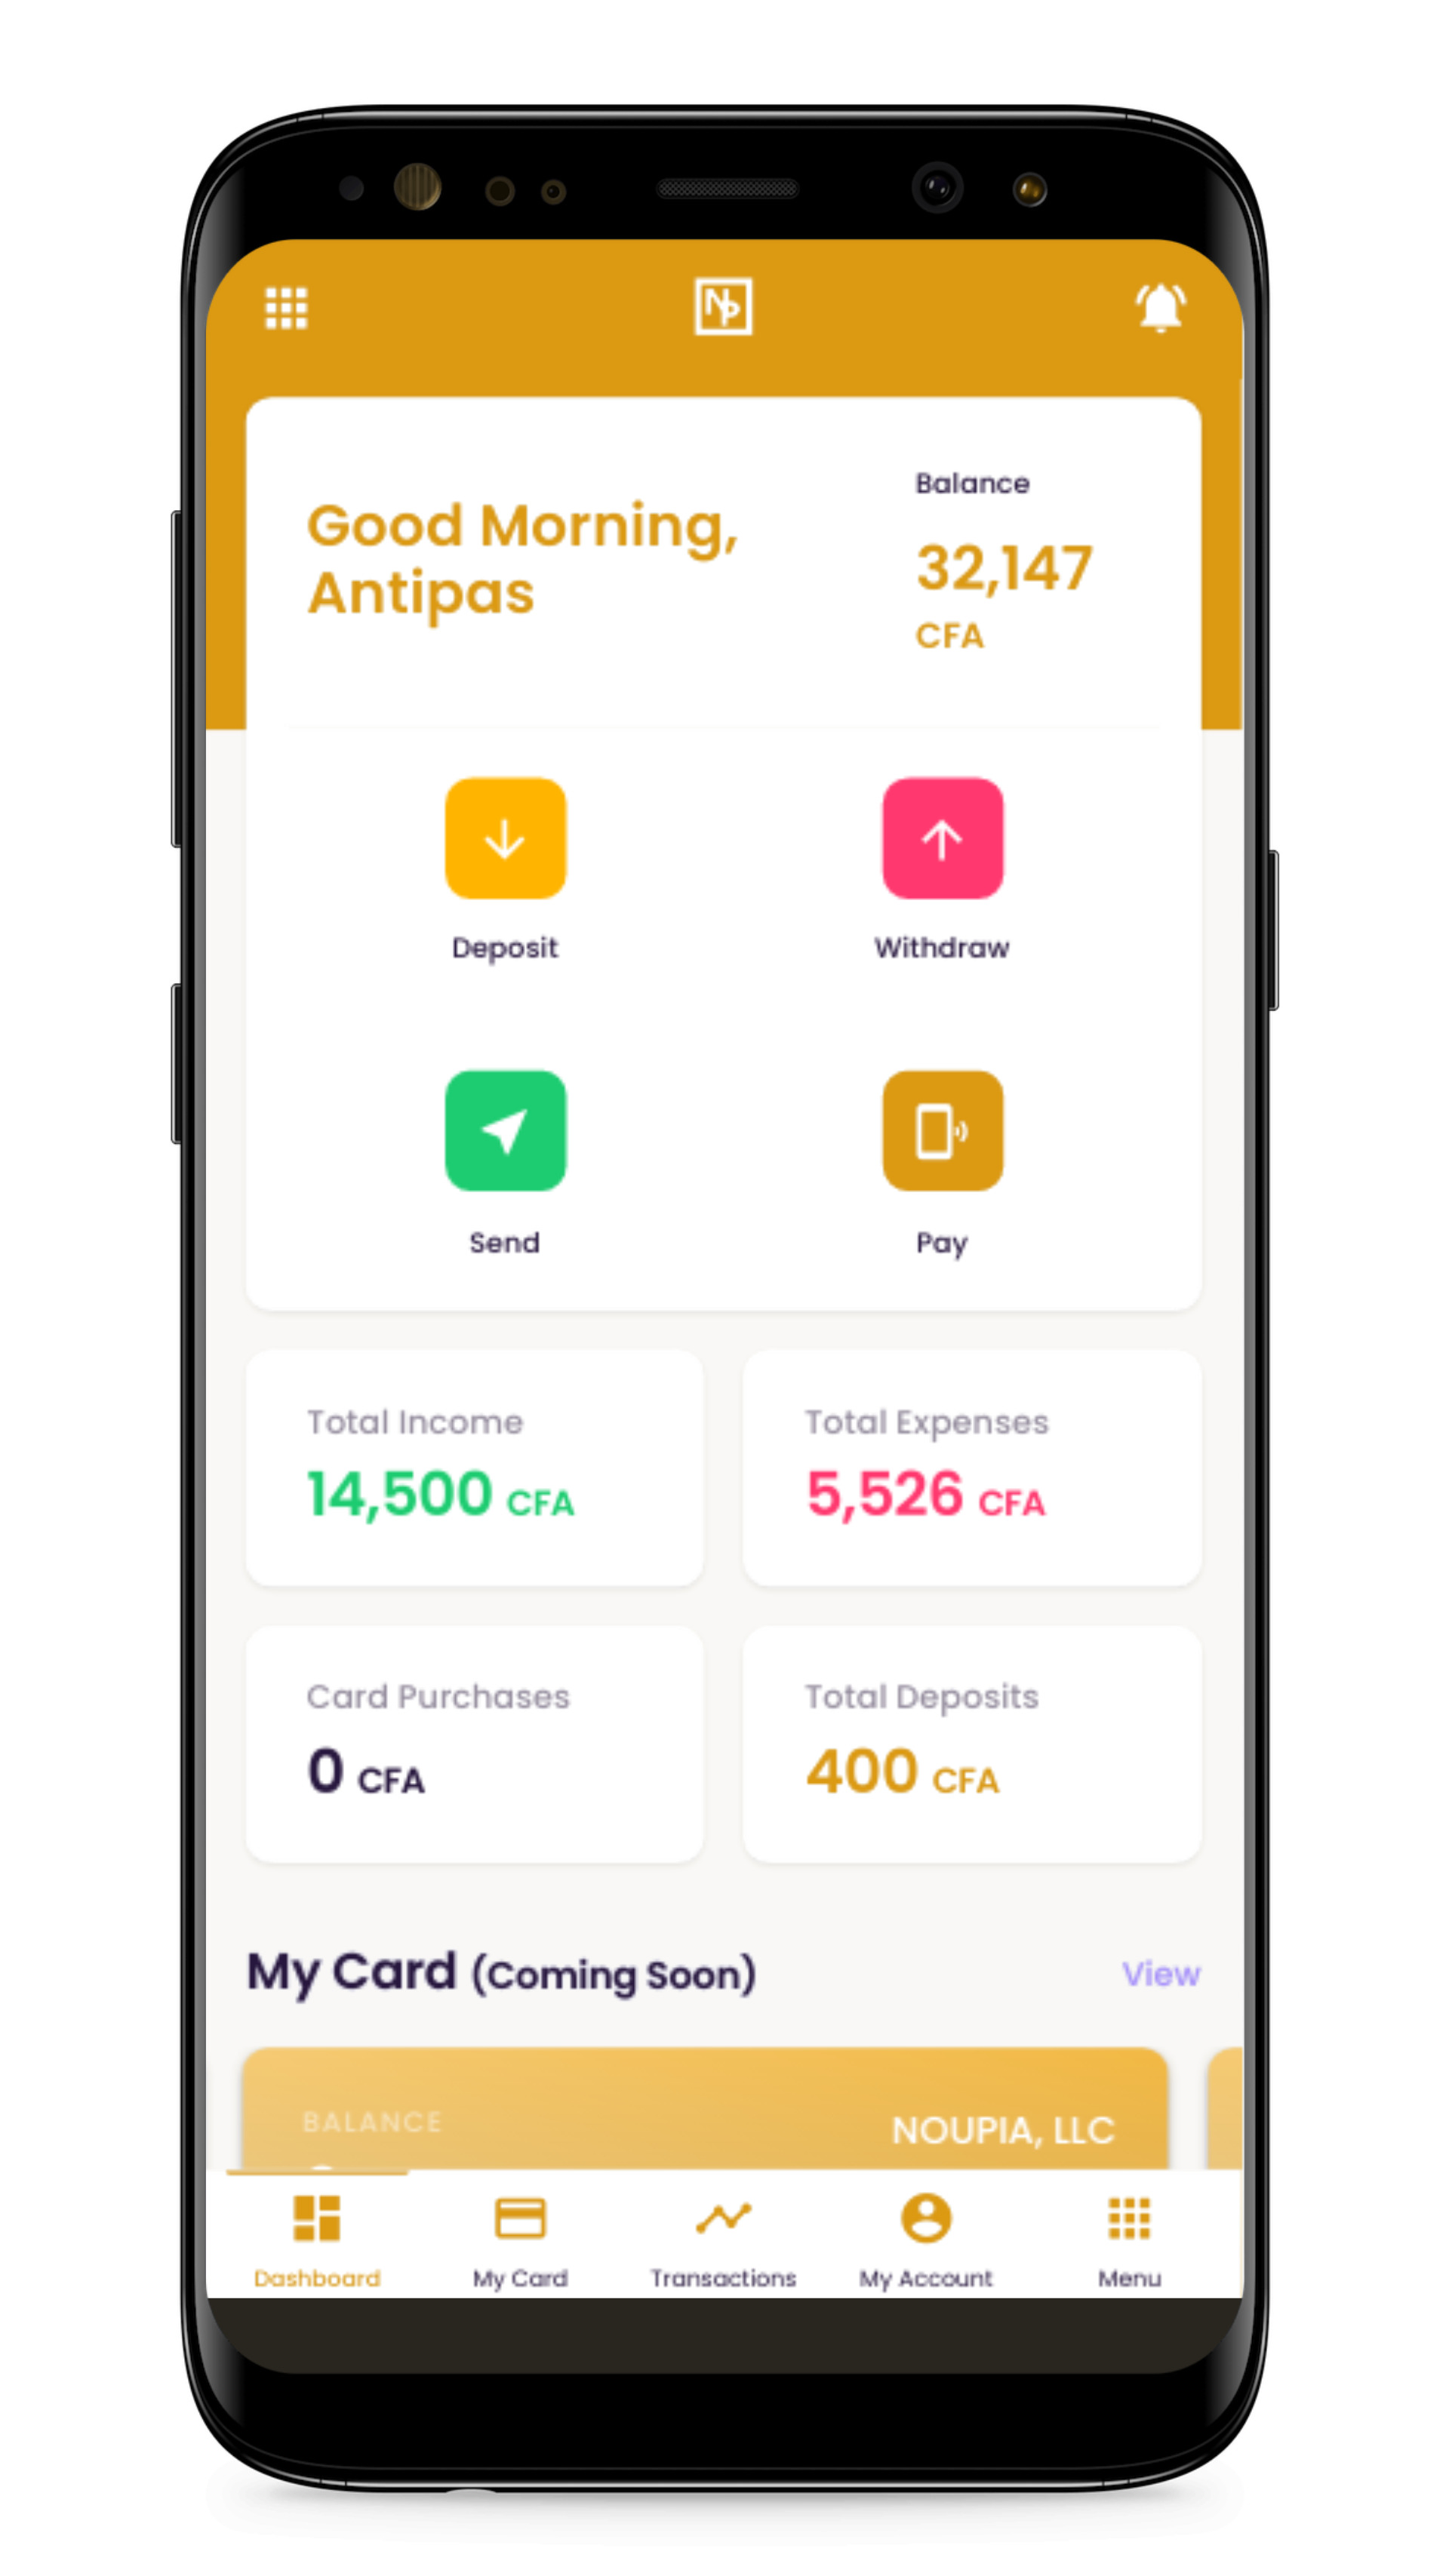 NP
Good Morning,
Antipas
Balance
32,147
CFA
Deposit
Withdraw
Send
Pay
Total Income
14,500 CFA
Total Expenses
5,526 CFA
Card Purchases
0 CFA
Total Deposits
400 CFA
My Card (Coming Soon)
View
BALANCE
NOUPIA, LLC
Dashboard
My Card
Transactions
My Account
Menu